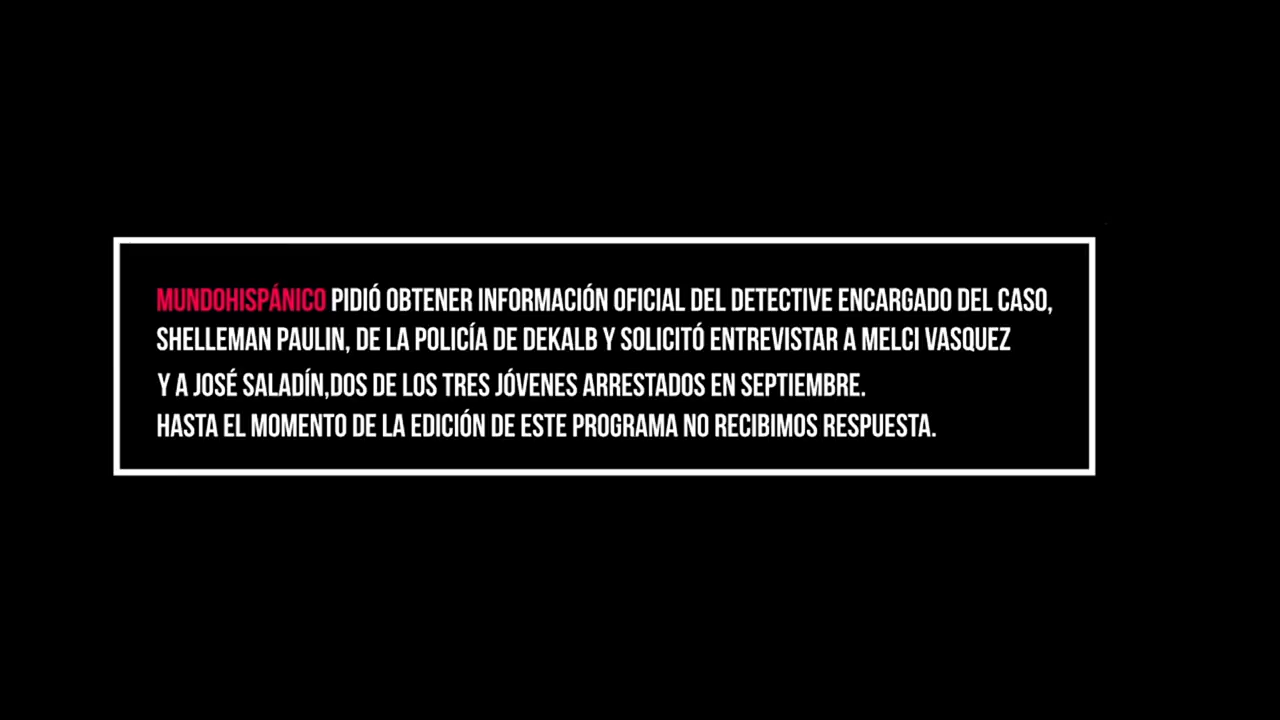 MUNDOHISPÁNICO PIDIÓ OBTENER INFORMACIÓN OFICIAL DEL DETECTIVE ENCARGADO DEL CASO,
SHELLEMAN PAULIN, DE LA POLICÍA DE DEKALB Y SOLICITÓ ENTREVISTAR A MELCI VASQUEZ
Y A JOSÉ SALADÍN,DOS DE LOS TRES JÓVENES ARRESTADOS EN SEPTIEMBRE.
HASTA EL MOMENTO DE LA EDICIÓN DE ESTE PROGRAMA NO RECIBIMOS RESPUESTA.